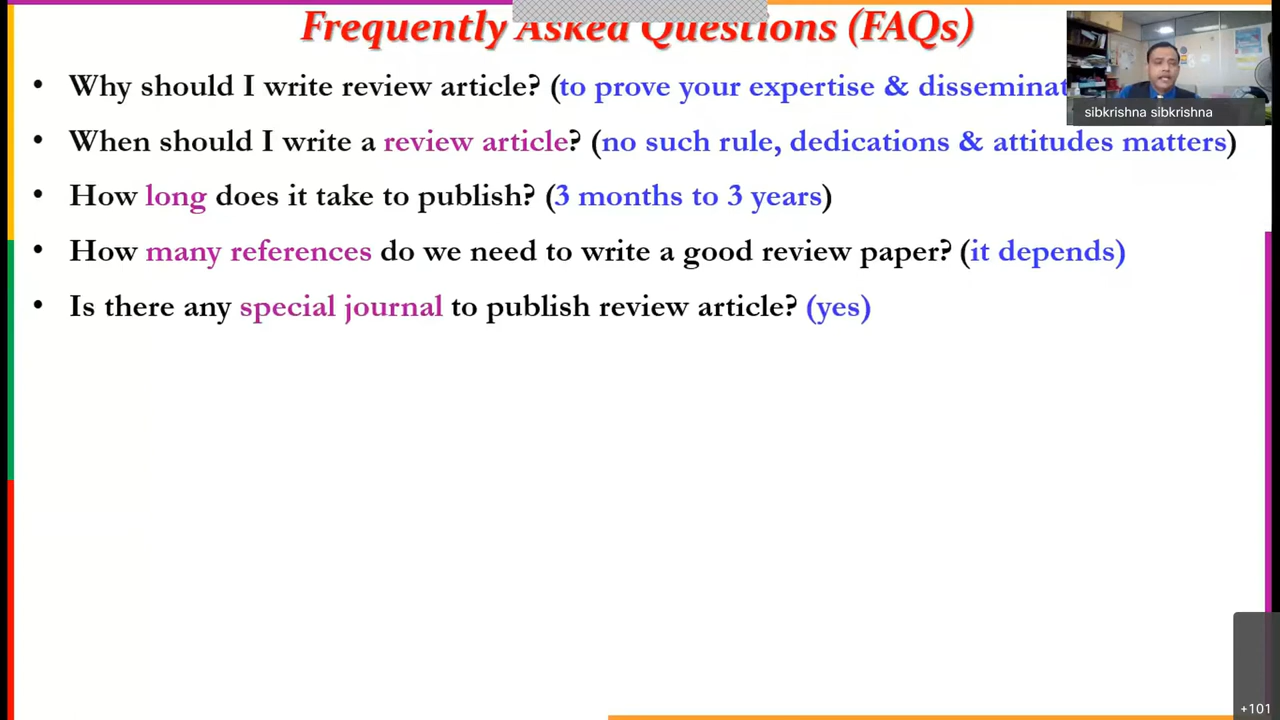 Frequently Asked Questions (FAQs)
• Why should I write review article? (to prove your expertise &
sibkrishna sibkrishna
• When should I write a review article? (no such rule, dedications & attitudes matters)
• How long does it take to publish? (3 months to 3 years)
• How many references do we need to write a good review paper? (it depends)
• Is there any special journal to publish review article? (yes)
+101